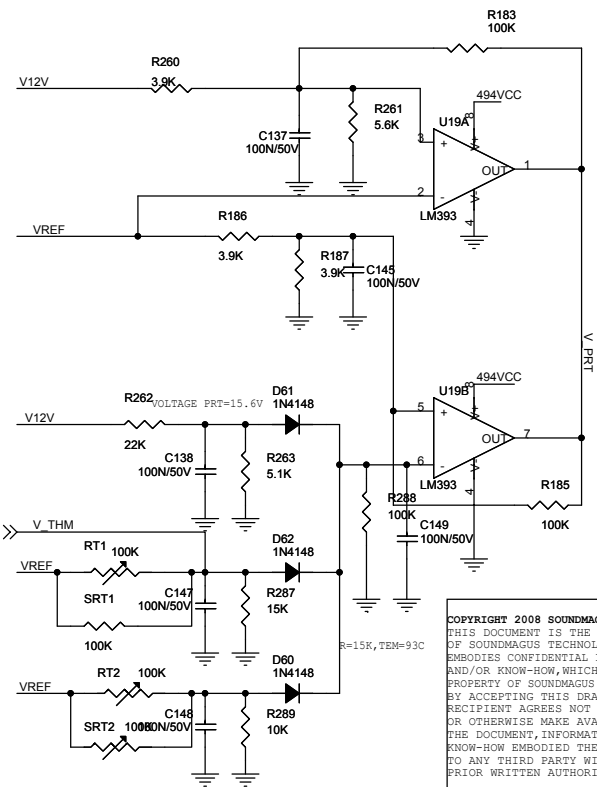 R183
100K
R260
3.9K
V12V
494VCC
R261
5.6K
U19A
8
C137
100N/50V
3
+
V+
OUT
1
2
-
V-
LM393
4
R186
VREF
3.9K
R187
3.9K
C145
100N/50V
V_PRT
R262
VOLTAGE PRT=15.6V
D61
1N4148
494VCC
U19B
8
V12V
22K
5
+
V+
OUT
7
C138
100N/50V
R263
5.1K
6
-
V-
LM393
4
R288
100K
R185
100K
C149
100N/50V
V_THM
D62
1N4148
RT1
100K
VREF
SRT1
100K
C147
100N/50V
R287
15K
R=15K,TEM=93C
D60
1N4148
RT2
100K
VREF
SRT2
C148
100N/50V
R289
10K
COPYRIGHT 2008 SOUNDMAG
THIS DOCUMENT IS THE
OF SOUNDMAGUS TECHNOL
EMBODIES CONFIDENTIAL
AND/OR KNOW-HOW,WHICH
PROPERTY OF SOUNDMAGUS
BY ACCEPTING THIS DRA
RECIPIENT AGREES NOT
OR OTHERWISE MAKE AVA
THE DOCUMENT,INFORMAT
KNOW-HOW EMBODIED THE
TO ANY THIRD PARTY WI
PRIOR WRITTEN AUTHORI